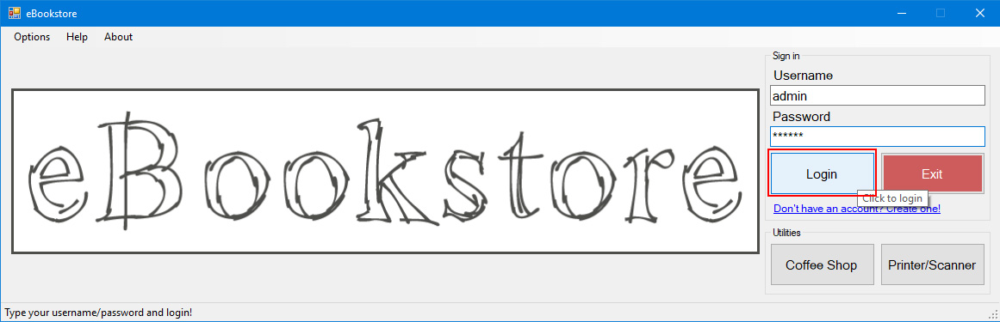 eBookstore
Options Help About
Sign in
Username
admin
Password
******
Login
Exit
Click to login
Don't have an account? Create one!
eBookstore
Utilities
Coffee Shop
Printer/Scanner
Type your username/password and login!